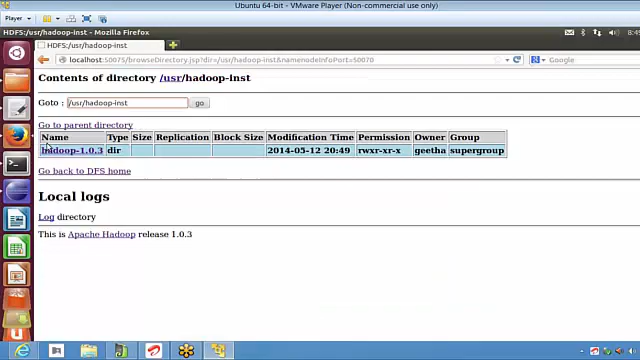 Ubuntu 64-bit - VMware Player (Non-commercial use only)
Player
HDFS:/usr/hadoop-inst - Mozilla Firefox
8:45
HDFS:/usr/hadoop-inst
localhost:50075/browseDirectory.jsp?dir=/usr/hadoop-inst&namenodeInfoPort=50070
Google
Contents of directory /usr/hadoop-inst
Goto : /usr/hadoop-inst go
Go to parent directory
Name Type Size Replication Block Size Modification Time Permission Owner Group
hadoop-1.0.3 dir 2014-05-12 20:49 rwxr-xr-x geetha supergroup
Go back to DFS home
Local logs
Log directory
This is Apache Hadoop release 1.0.3